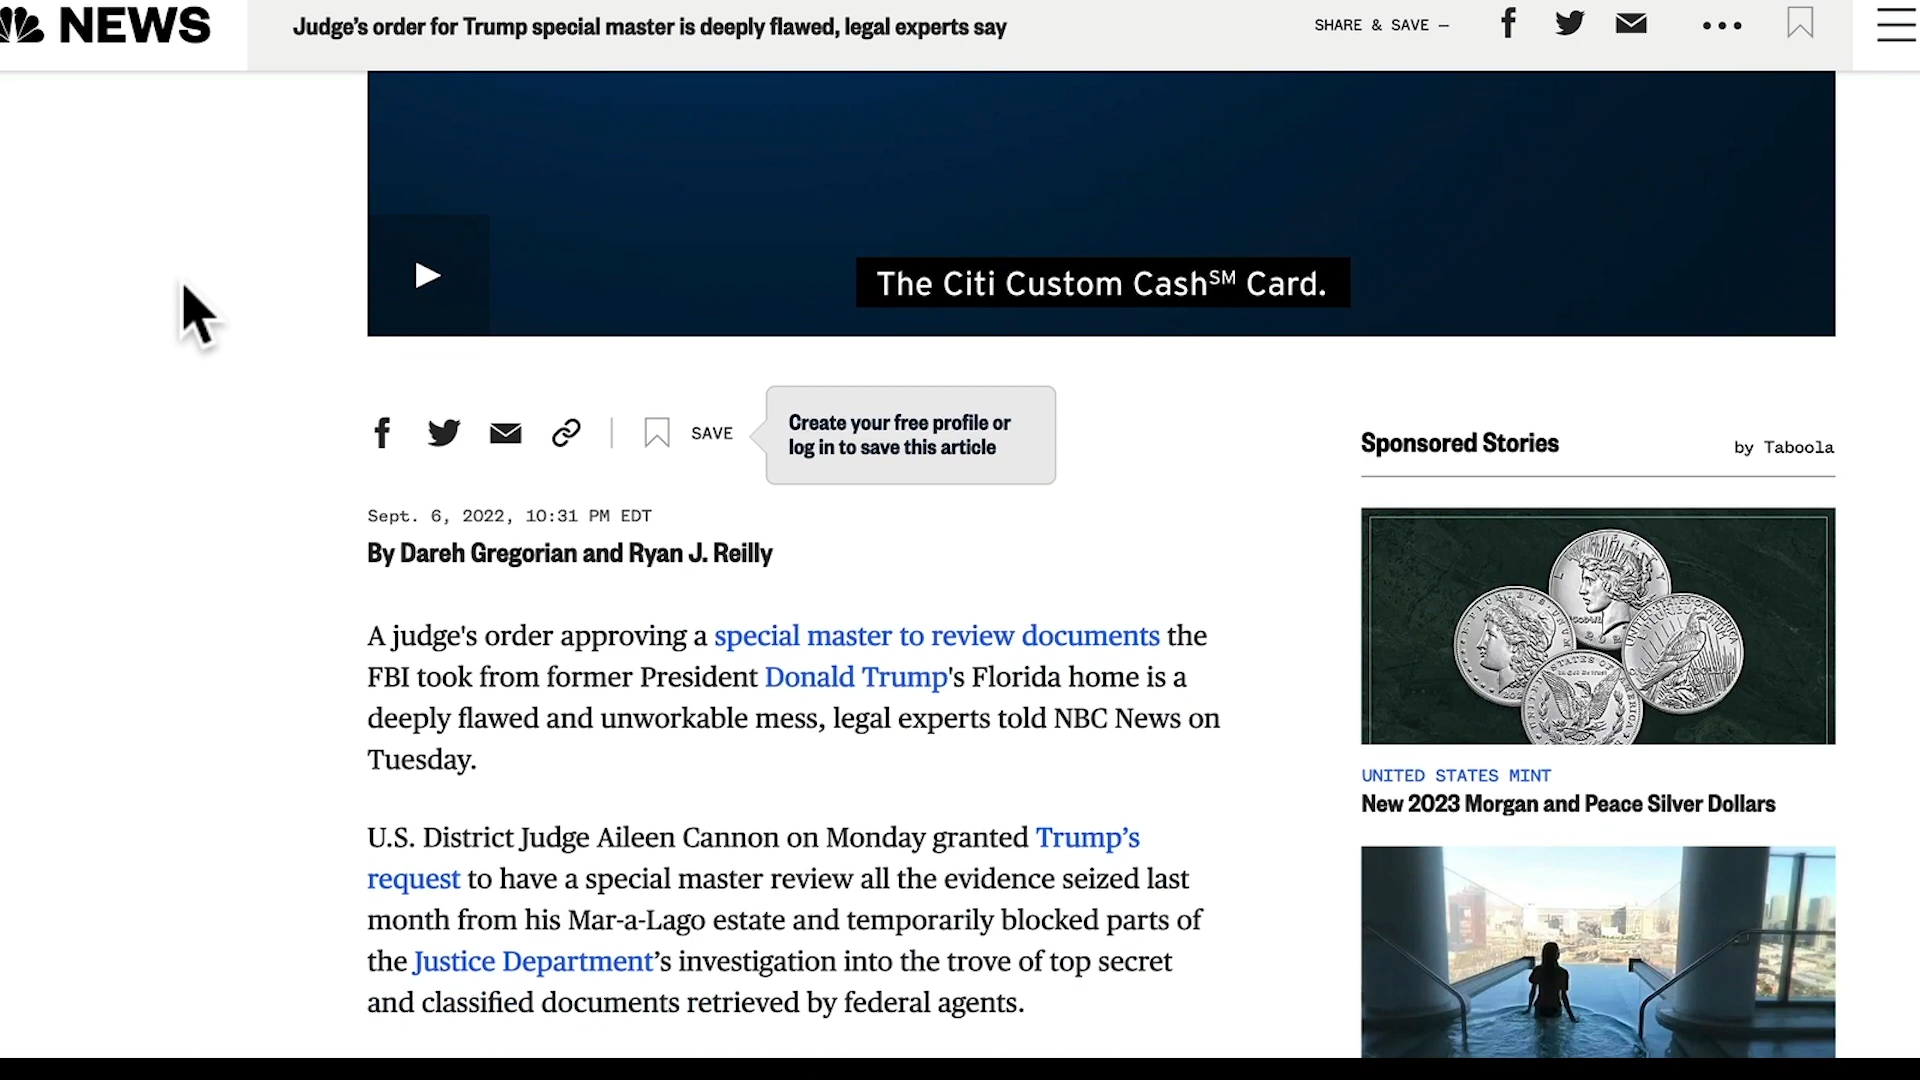 NEWS
Judge's order for Trump special master is deeply flawed, legal experts say
SHARE & SAVE —
The Citi Custom Cash℠ Card.
SAVE
Create your free profile or
log in to save this article
Sponsored Stories
by Taboola
Sept. 6, 2022, 10:31 PM EDT
By Dareh Gregorian and Ryan J. Reilly
A judge's order approving a special master to review documents the
FBI took from former President Donald Trump's Florida home is a
deeply flawed and unworkable mess, legal experts told NBC News on
Tuesday.
U.S. District Judge Aileen Cannon on Monday granted Trump’s
request to have a special master review all the evidence seized last
month from his Mar-a-Lago estate and temporarily blocked parts of
the Justice Department’s investigation into the trove of top secret
and classified documents retrieved by federal agents.
UNITED STATES MINT
New 2023 Morgan and Peace Silver Dollars